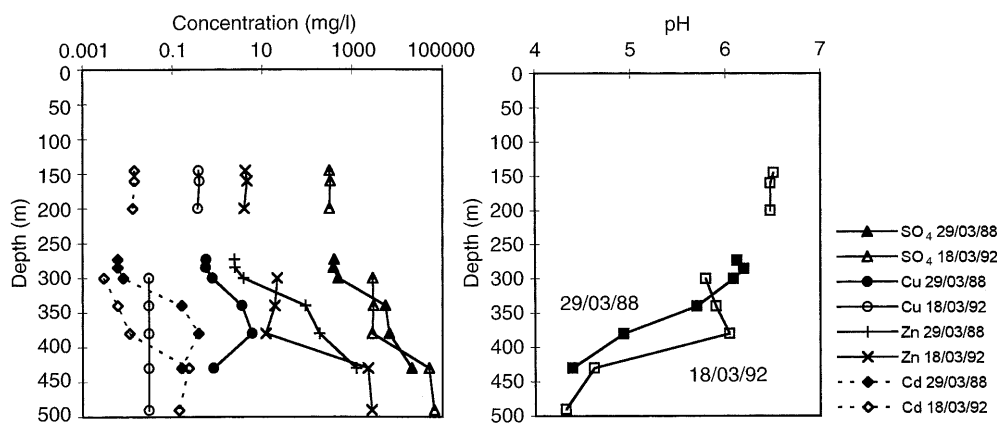 Concentration (mg/l)
0.001 0.1 10 1000 100000
0
50
100
150
200
250
300
350
400
450
500
Depth (m)
pH
4 5 6 7
0
50
100
150
200
250
300
350
400
450
500
Depth (m)
29/03/88
18/03/92
SO4 29/03/88
SO4 18/03/92
Cu 29/03/88
Cu 18/03/92
Zn 29/03/88
Zn 18/03/92
Cd 29/03/88
Cd 18/03/92